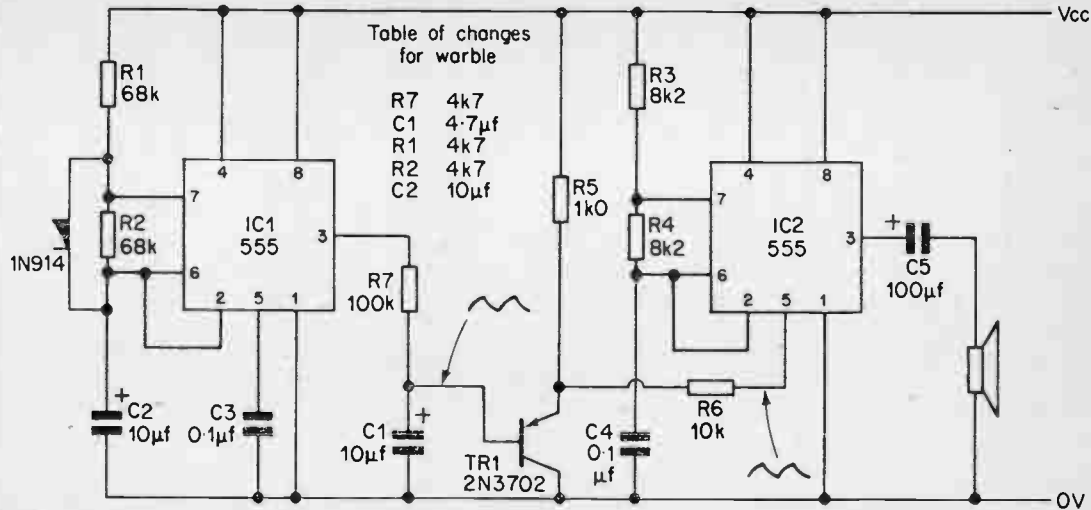 Vcc
Table of changes
for warble
R7 4k7
C1 4·7µf
R1 4k7
R2 4k7
C2 10µf
R1
68k
R2
68k
1N914
7
6
4
8
2
5
1
3
IC1
555
R7
100k
C2
10µf
+
C3
0·1µf
C1
10µf
+
TR1
2N3702
R5
1k0
R3
8k2
R4
8k2
7
6
4
8
2
5
1
3
IC2
555
+
C5
100µf
R6
10k
C4
0·1
µf
0V